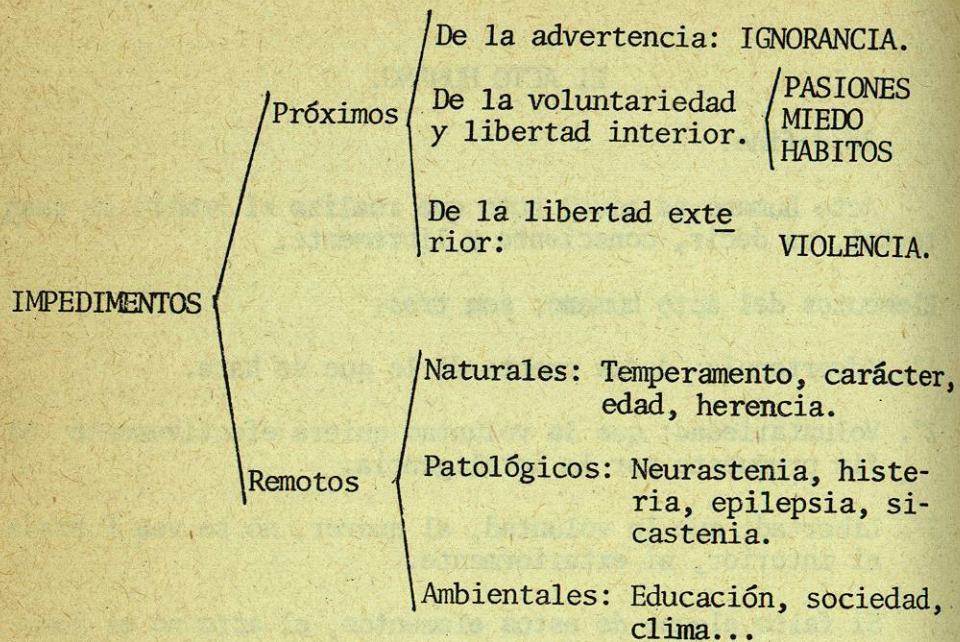 De la advertencia: IGNORANCIA.
Próximos
De la voluntariedad
y libertad interior.
PASIONES
MIEDO
HABITOS
De la libertad exte
rior: VIOLENCIA.
IMPEDIMENTOS
Naturales: Temperamento, carácter,
edad, herencia.
Remotos
Patológicos: Neurastenia, histe-
ria, epilepsia, si-
castenia.
Ambientales: Educación, sociedad,
clima...